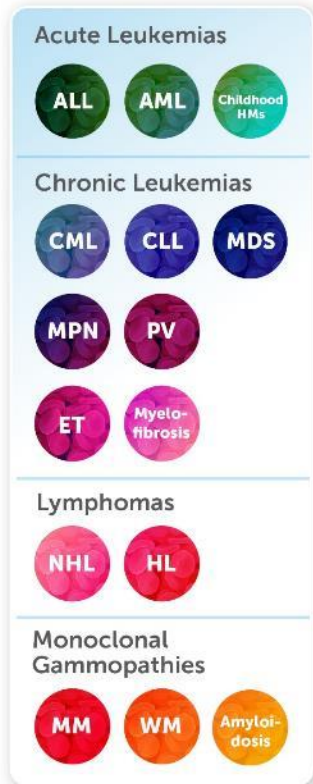 Acute Leukemias
ALL AML Childhood
HMs
Chronic Leukemias
CML CLL MDS
MPN PV
ET Myelo-
fibrosis
Lymphomas
NHL HL
Monoclonal
Gammopathies
MM WM Amyloi-
dosis